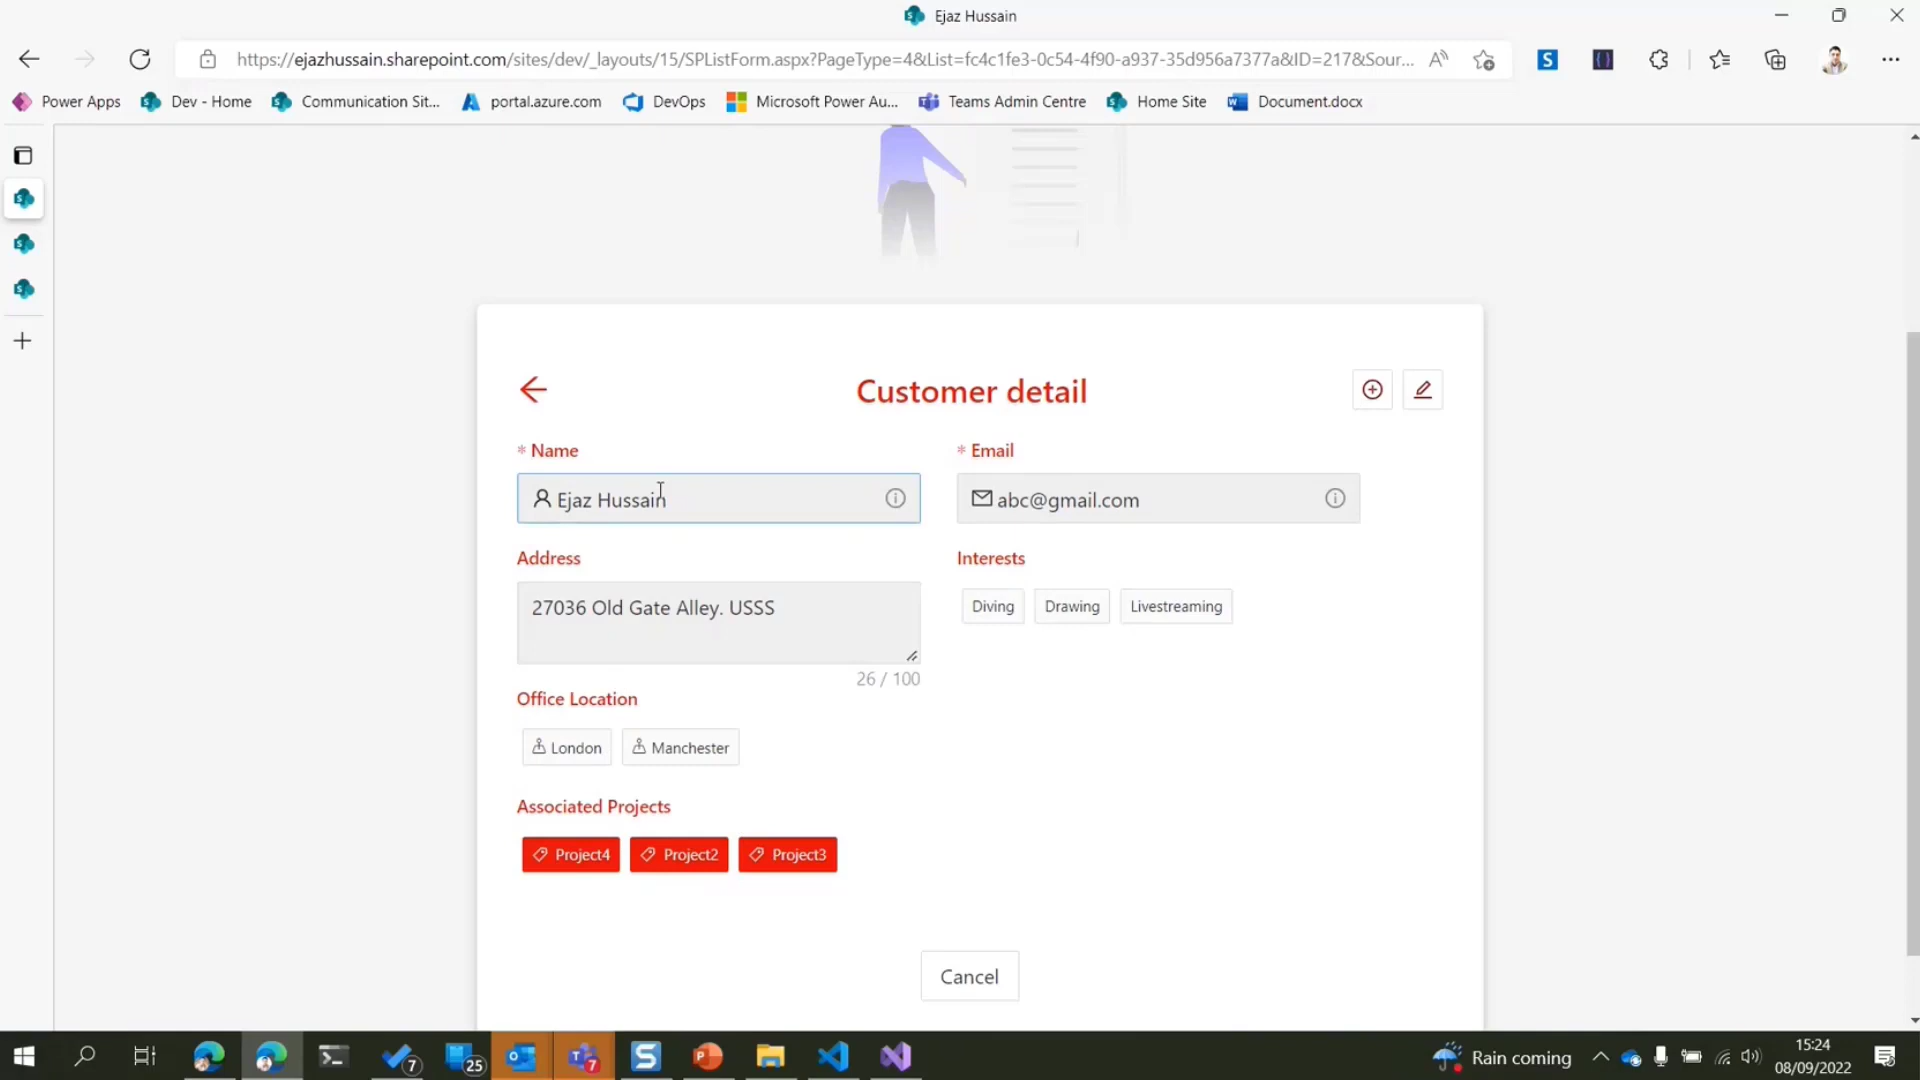 Ejaz Hussain
https://ejazhussain.sharepoint.com/sites/dev/_layouts/15/SPListForm.aspx?PageType=4&List=fc4c1fe3-0c54-4f90-a937-35d956a7377a&ID=217&Sour...
Power Apps Dev - Home Communication Sit... portal.azure.com DevOps Microsoft Power Au... Teams Admin Centre Home Site Document.docx
Customer detail
* Name * Email
Ejaz Hussain abc@gmail.com
Address Interests
27036 Old Gate Alley. USSS Diving Drawing Livestreaming
26 / 100
Office Location
London Manchester
Associated Projects
Project4 Project2 Project3
Cancel
7 25 7 Rain coming 15:24
08/09/2022